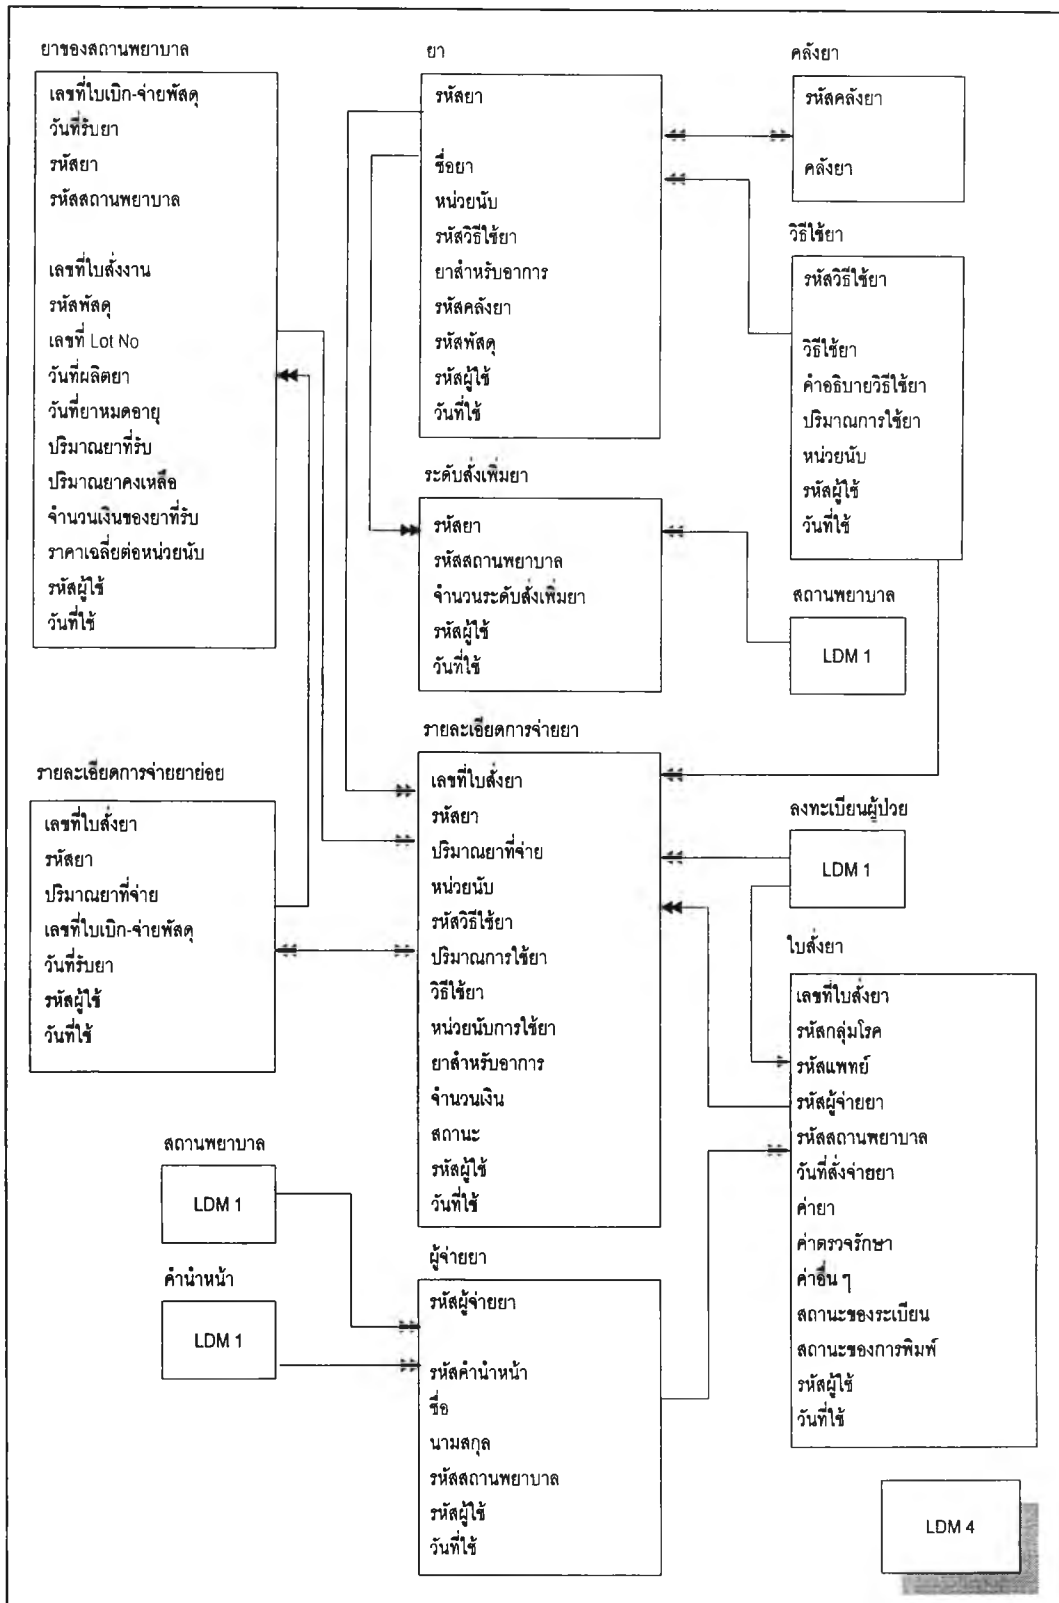 ยาของสถานพยาบาล
เลขที่ใบเบิก-จ่ายพัสดุ
วันที่รับยา
รหัสยา
รหัสสถานพยาบาล
เลขที่ใบสั่งงาน
รหัสพัสดุ
เลขที่ Lot No
วันที่ผลิตยา
วันที่ยาหมดอายุ
ปริมาณยาที่รับ
ปริมาณยาคงเหลือ
จำนวนเงินของยาที่รับ
ราคาเฉลี่ยต่อหน่วยนับ
รหัสผู้ใช้
วันที่ใช้
ยา
รหัสยา
ชื่อยา
หน่วยนับ
รหัสวิธีใช้ยา
ยาสำหรับอาการ
รหัสคลังยา
รหัสพัสดุ
รหัสผู้ใช้
วันที่ใช้
คลังยา
รหัสคลังยา
คลังยา
วิธีใช้ยา
รหัสวิธีใช้ยา
วิธีใช้ยา
คำอธิบายวิธีใช้ยา
ปริมาณการใช้ยา
หน่วยนับ
รหัสผู้ใช้
วันที่ใช้
ระดับสั่งเพิ่มยา
รหัสยา
รหัสสถานพยาบาล
จำนวนระดับสั่งเพิ่มยา
รหัสผู้ใช้
วันที่ใช้
สถานพยาบาล
LDM 1
รายละเอียดการจ่ายยาย่อย
เลขที่ใบสั่งยา
รหัสยา
ปริมาณยาที่จ่าย
เลขที่ใบเบิก-จ่ายพัสดุ
วันที่รับยา
รหัสผู้ใช้
วันที่ใช้
รายละเอียดการจ่ายยา
เลขที่ใบสั่งยา
รหัสยา
ปริมาณยาที่จ่าย
หน่วยนับ
รหัสวิธีใช้ยา
ปริมาณการใช้ยา
วิธีใช้ยา
หน่วยนับการใช้ยา
ยาสำหรับอาการ
จำนวนเงิน
สถานะ
รหัสผู้ใช้
วันที่ใช้
ลงทะเบียนผู้ป่วย
LDM 1
ใบสั่งยา
เลขที่ใบสั่งยา
รหัสกลุ่มโรค
รหัสแพทย์
รหัสผู้จ่ายยา
รหัสสถานพยาบาล
วันที่สั่งจ่ายยา
ค่ายา
ค่าตรวจรักษา
ค่าอื่น ๆ
สถานะของระเบียน
สถานะของการพิมพ์
รหัสผู้ใช้
วันที่ใช้
สถานพยาบาล
LDM 1
คำนำหน้า
LDM 1
ผู้จ่ายยา
รหัสผู้จ่ายยา
รหัสคำนำหน้า
ชื่อ
นามสกุล
รหัสสถานพยาบาล
รหัสผู้ใช้
วันที่ใช้
LDM 4